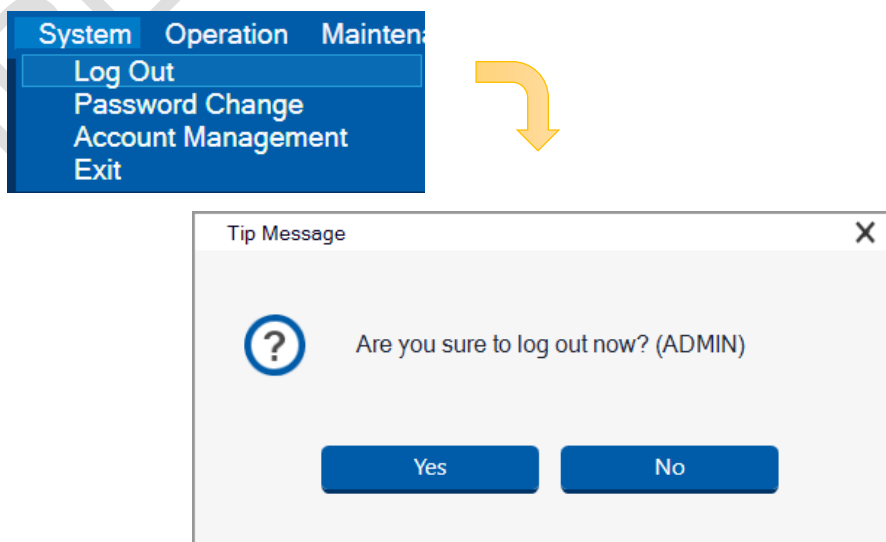 System Operation
Log Out
Password Change
Account Management
Exit
Tip Message
Are you sure to log out now? (ADMIN)
Yes No